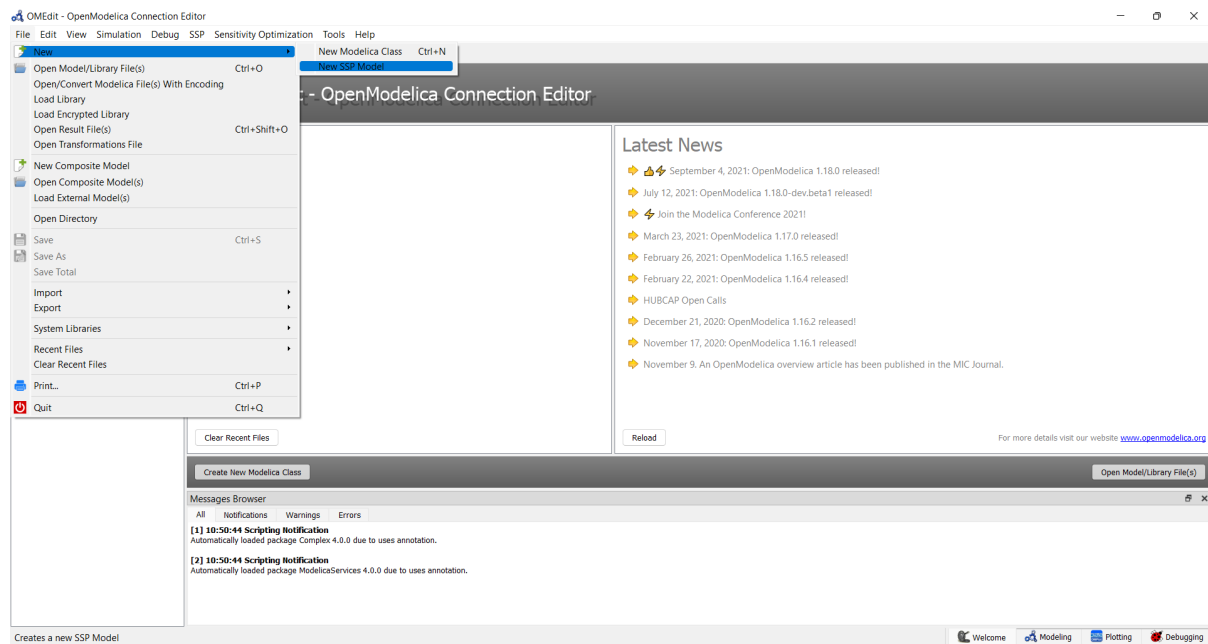 OMEdit - OpenModelica Connection Editor
File Edit View Simulation Debug SSP Sensitivity Optimization Tools Help
New
New Modelica Class Ctrl+N
New SSP Model
Open Model/Library File(s) Ctrl+O
Open/Convert Modelica File(s) With Encoding
Load Library
Load Encrypted Library
Open Result File(s) Ctrl+Shift+O
Open Transformations File
New Composite Model
Open Composite Model(s)
Load External Model(s)
Open Directory
Save Ctrl+S
Save As
Save Total
Import
Export
System Libraries
Recent Files
Clear Recent Files
Print... Ctrl+P
Quit Ctrl+Q
- OpenModelica Connection Editor
Latest News
September 4, 2021: OpenModelica 1.18.0 released!
July 12, 2021: OpenModelica 1.18.0-dev.beta1 released!
Join the Modelica Conference 2021!
March 23, 2021: OpenModelica 1.17.0 released!
February 26, 2021: OpenModelica 1.16.5 released!
February 22, 2021: OpenModelica 1.16.4 released!
HUBCAP Open Calls
December 21, 2020: OpenModelica 1.16.2 released!
November 17, 2020: OpenModelica 1.16.1 released!
November 9. An OpenModelica overview article has been published in the MIC Journal.
Clear Recent Files
Reload
For more details visit our website www.openmodelica.org
Create New Modelica Class
Open Model/Library File(s)
Messages Browser
All Notifications Warnings Errors
[1] 10:50:44 Scripting Notification
Automatically loaded package Complex 4.0.0 due to uses annotation.
[2] 10:50:44 Scripting Notification
Automatically loaded package ModelicaServices 4.0.0 due to uses annotation.
Creates a new SSP Model
Welcome Modeling Plotting Debugging